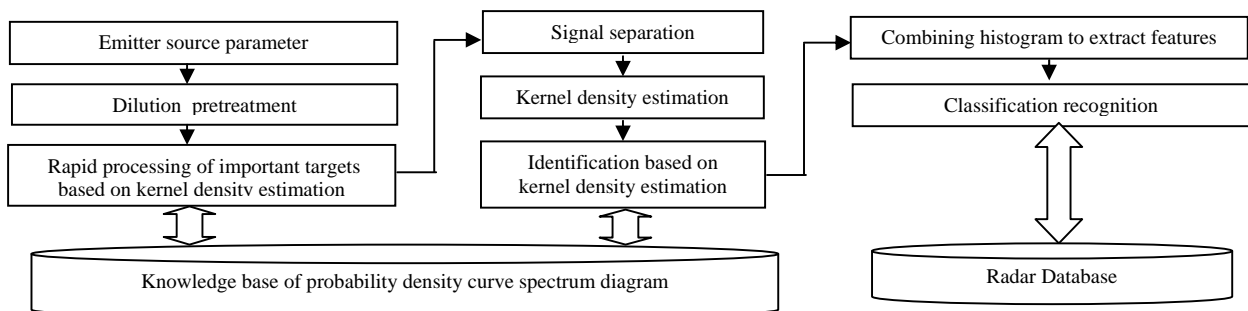 Emitter source parameter
Dilution pretreatment
Rapid processing of important targets
based on kernel density estimation
Signal separation
Kernel density estimation
Identification based on
kernel density estimation
Combining histogram to extract features
Classification recognition
Knowledge base of probability density curve spectrum diagram
Radar Database